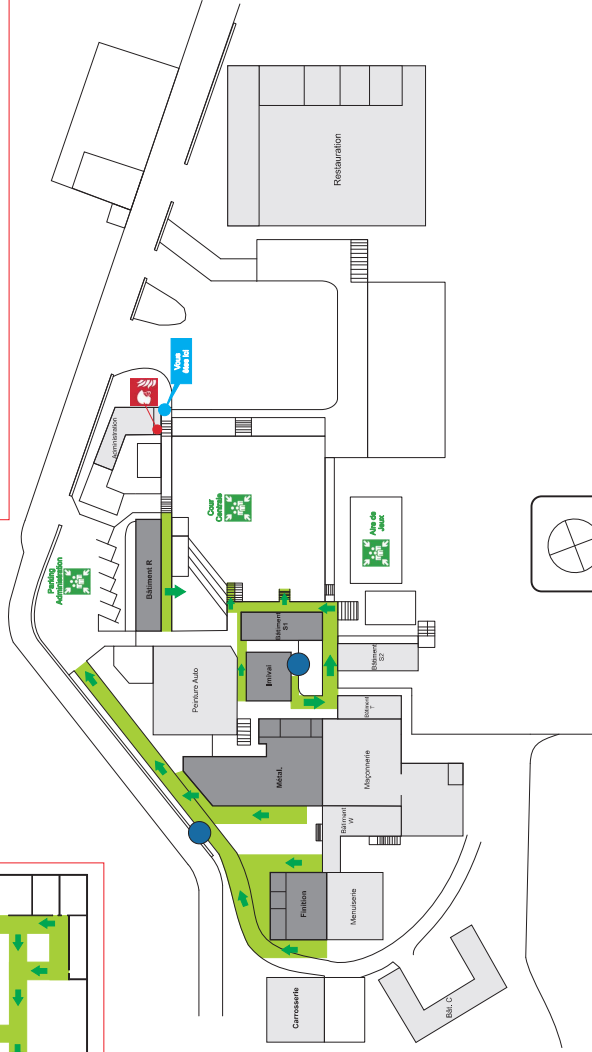 Restauration
Vous
êtes ici
Administration
Cour
Centrale
Parking
Administration
Bâtiment R
Aire de
Jeux
Bâtiment
S1
Bâtiment
S2
Imival
Peinture Auto
Bâtiment
T
Métal.
Maçonnerie
Bâtiment
W
Finition
Menuiserie
Carrosserie
Bât. C